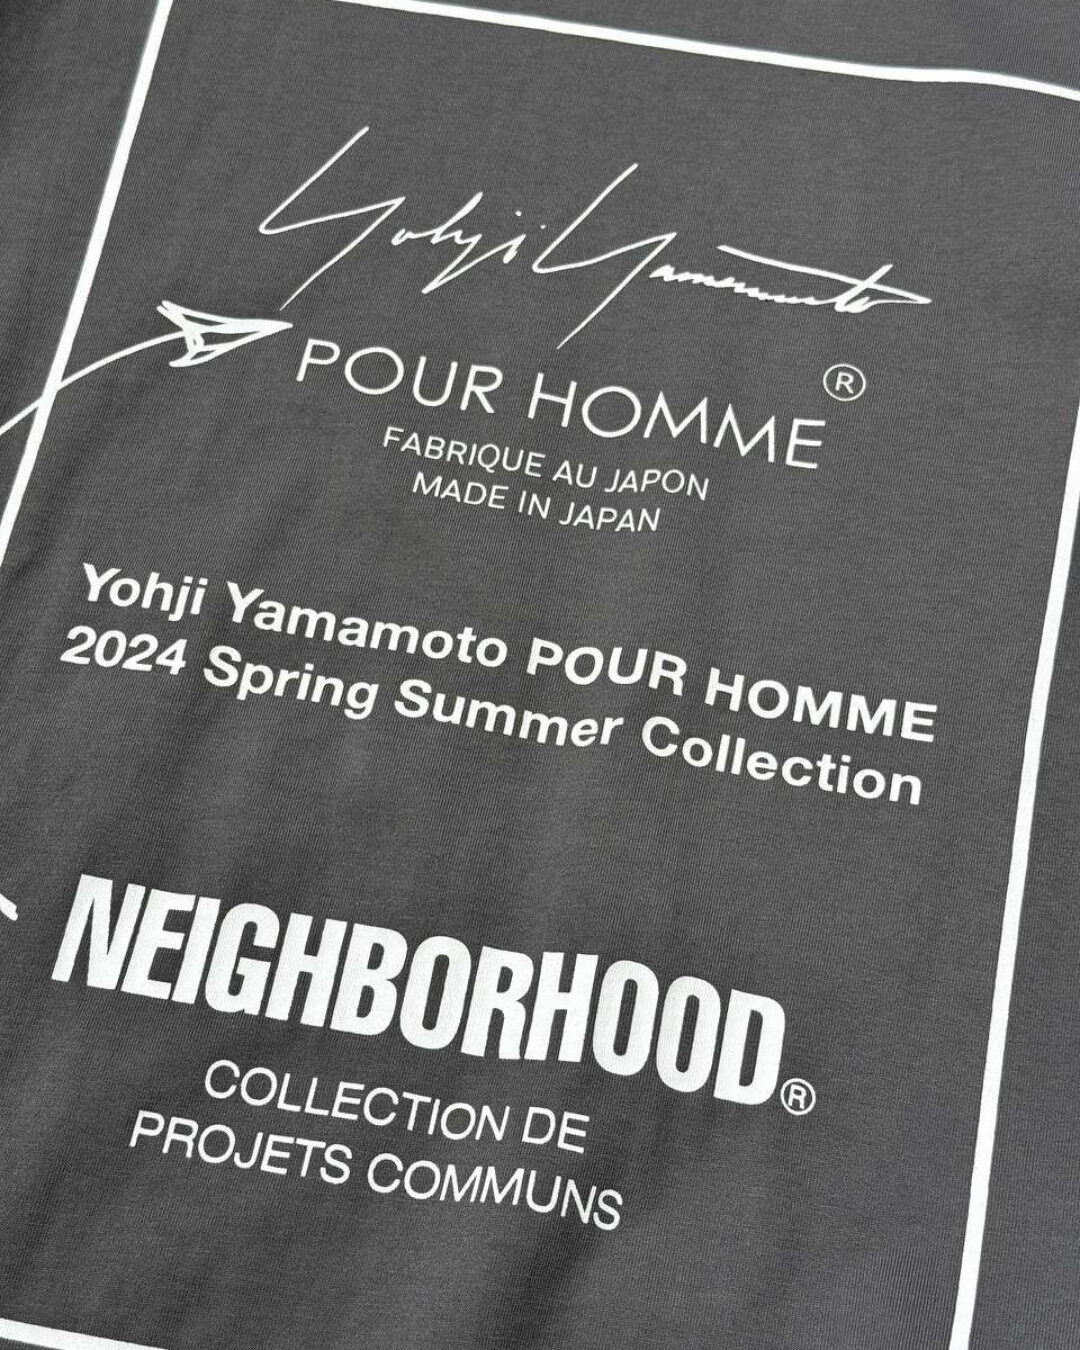 Yohji Yamamoto
POUR HOMME ®
FABRIQUE AU JAPON
MADE IN JAPAN
Yohji Yamamoto POUR HOMME
2024 Spring Summer Collection
NEIGHBORHOOD®
COLLECTION DE
PROJETS COMMUNS